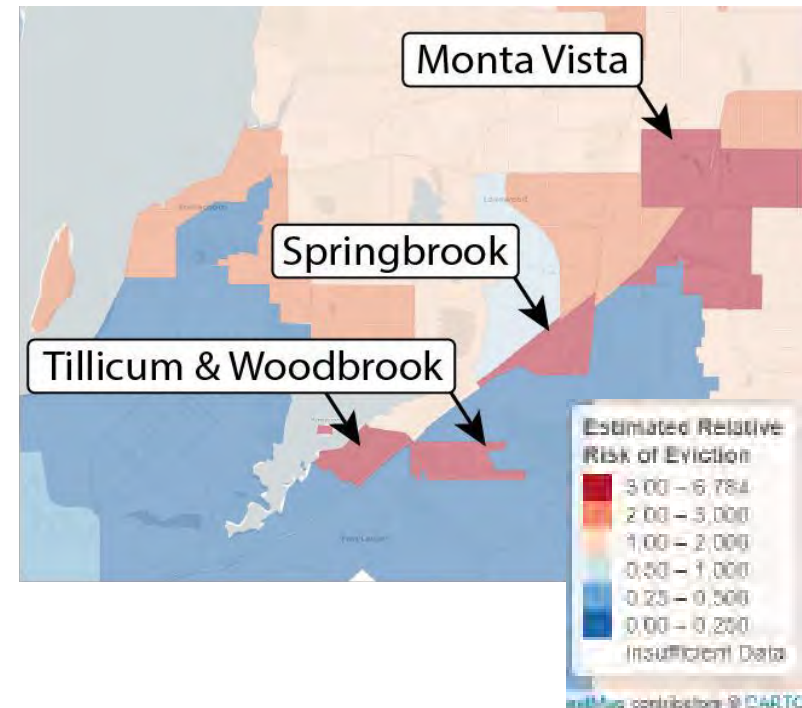 Monta Vista
Lakewood
Springbrook
Tillicum & Woodbrook
Estimated Relative
Risk of Eviction
3.00 – 6.784
2.00 – 3.000
1.00 – 2.000
0.50 – 1.000
0.25 – 0.500
0.00 – 0.250
Insufficient Data
contributors © CARTO